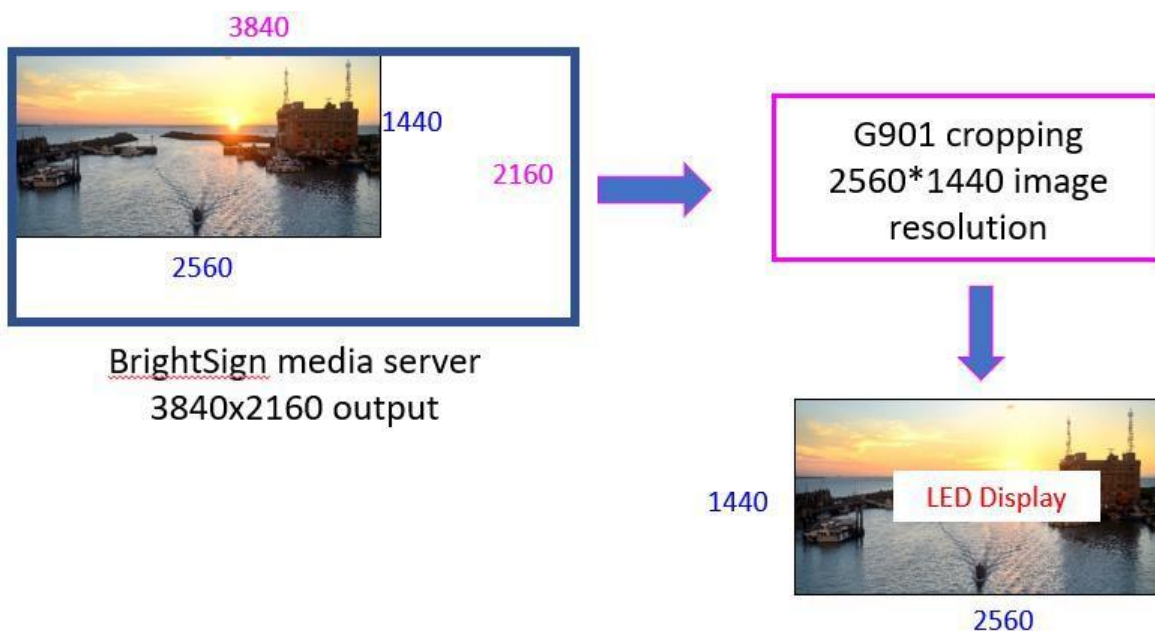 3840
1440
2160
2560
BrightSign media server
3840x2160 output
G901 cropping
2560*1440 image
resolution
1440
LED Display
2560